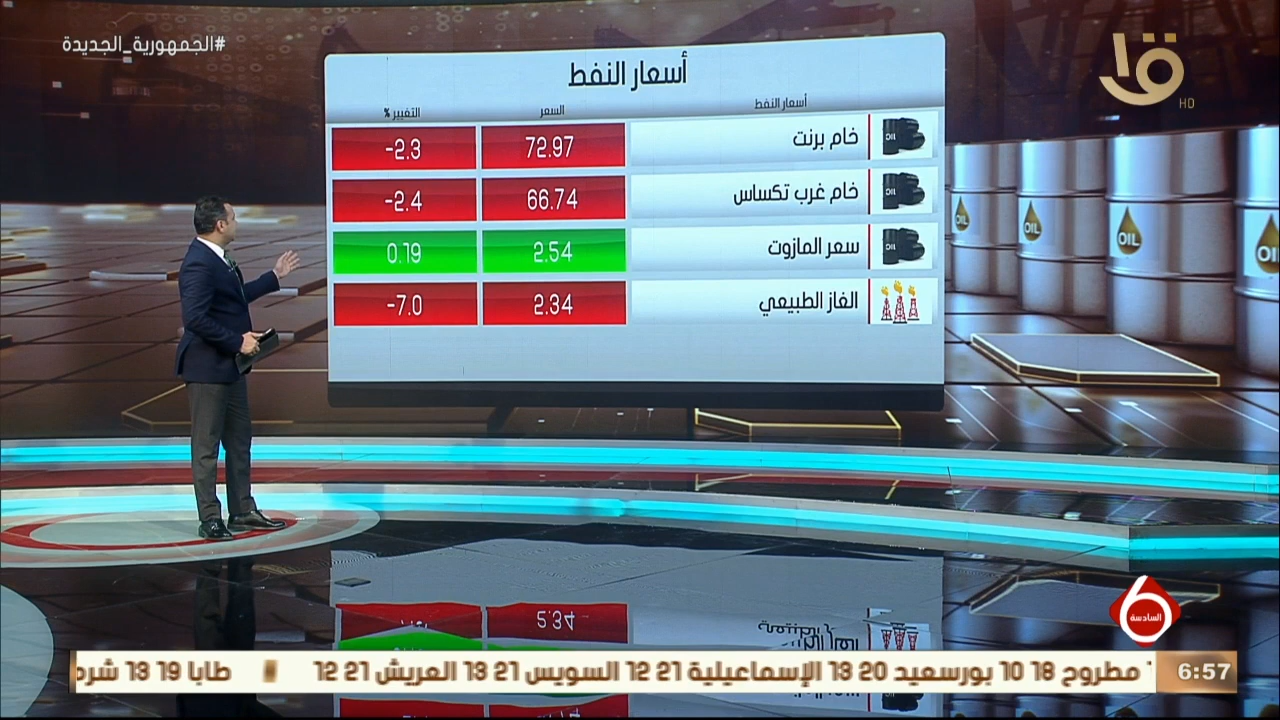 #الجمهورية_الجديدة
HD
أسعار النفط
أسعار النفط السعر التغيير %
خام برنت 72.97 -2.3
خام غرب تكساس 66.74 -2.4
سعر المازوت 2.54 0.19
الغاز الطبيعي 2.34 -7.0
OIL
OIL
OIL
OIL
6
السادسة
6:57
مطروح 18 10 بورسعيد 20 13 الإسماعيلية 21 12 السويس 21 13 العريش 21 12
طابا 19 13